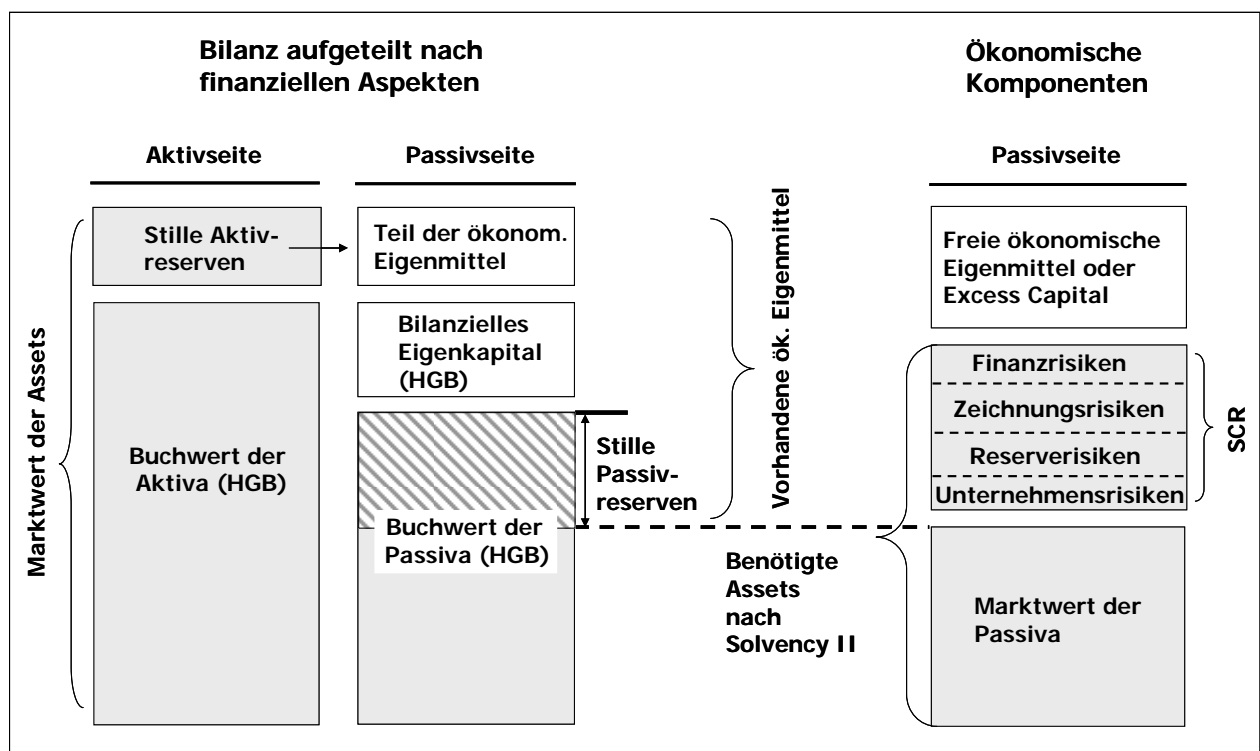 Bilanz aufgeteilt nach
finanziellen Aspekten
Ökonomische
Komponenten
Aktivseite
Passivseite
Passivseite
Marktwert der Assets
Stille Aktiv-
reserven
Teil der ökonom.
Eigenmittel
Buchwert der
Aktiva (HGB)
Bilanzielles
Eigenkapital
(HGB)
Buchwert der
Passiva (HGB)
Stille
Passiv-
reserven
Vorhandene ök. Eigenmittel
Benötigte
Assets
nach
Solvency II
Freie ökonomische
Eigenmittel oder
Excess Capital
Finanzrisiken
Zeichnungsrisiken
Reserverisiken
Unternehmensrisiken
SCR
Marktwert der
Passiva